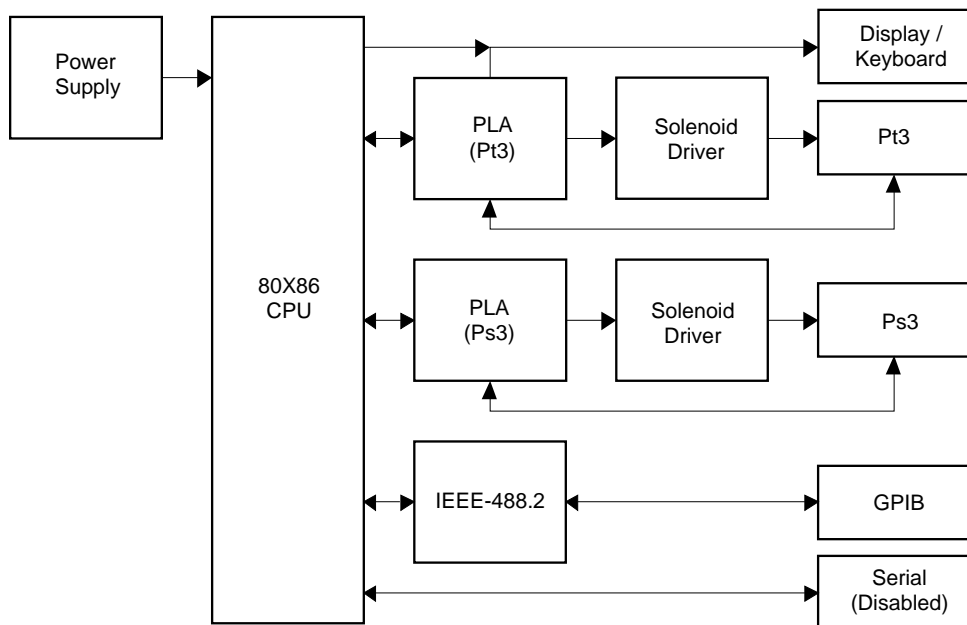 Power
Supply
80X86
CPU
Display /
Keyboard
PLA
(Pt3)
Solenoid
Driver
Pt3
PLA
(Ps3)
Solenoid
Driver
Ps3
IEEE-488.2
GPIB
Serial
(Disabled)